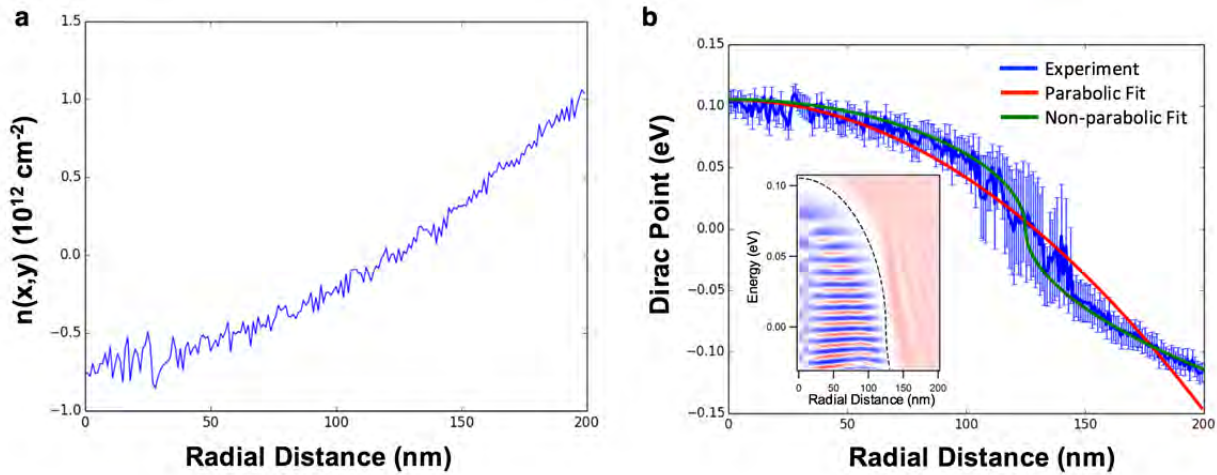 a
n(x,y) (10¹² cm⁻²)
1.5
1.0
0.5
0.0
−0.5
−1.0
0
50
100
150
200
Radial Distance (nm)
b
Dirac Point (eV)
0.15
0.10
0.05
0.00
−0.05
−0.10
−0.15
0
50
100
150
200
Radial Distance (nm)
Experiment
Parabolic Fit
Non-parabolic Fit
Energy (eV)
0.10
0.05
0.00
0
50
100
150
200
Radial Distance (nm)